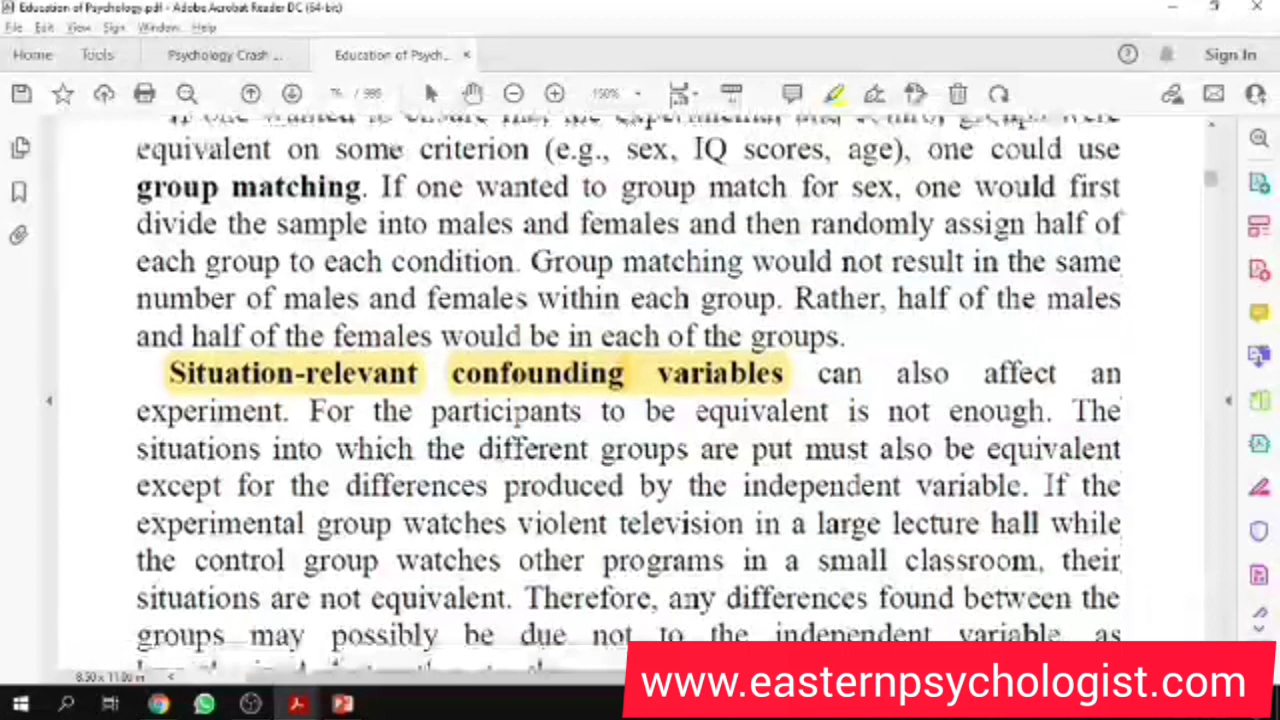 Education of Psychology.pdf - Adobe Acrobat Reader DC (64-bit)
File Edit View Sign Window Help
Home Tools Psychology Crash ... Education of Psych... × Sign In
76 / 150%
equivalent on some criterion (e.g., sex, IQ scores, age), one could use
group matching. If one wanted to group match for sex, one would first
divide the sample into males and females and then randomly assign half of
each group to each condition. Group matching would not result in the same
number of males and females within each group. Rather, half of the males
and half of the females would be in each of the groups.
Situation-relevant confounding variables can also affect an
experiment. For the participants to be equivalent is not enough. The
situations into which the different groups are put must also be equivalent
except for the differences produced by the independent variable. If the
experimental group watches violent television in a large lecture hall while
the control group watches other programs in a small classroom, their
situations are not equivalent. Therefore, any differences found between the
groups may possibly be due not to the independent variable, as
8.50 x 11.00 in
www.easternpsychologist.com